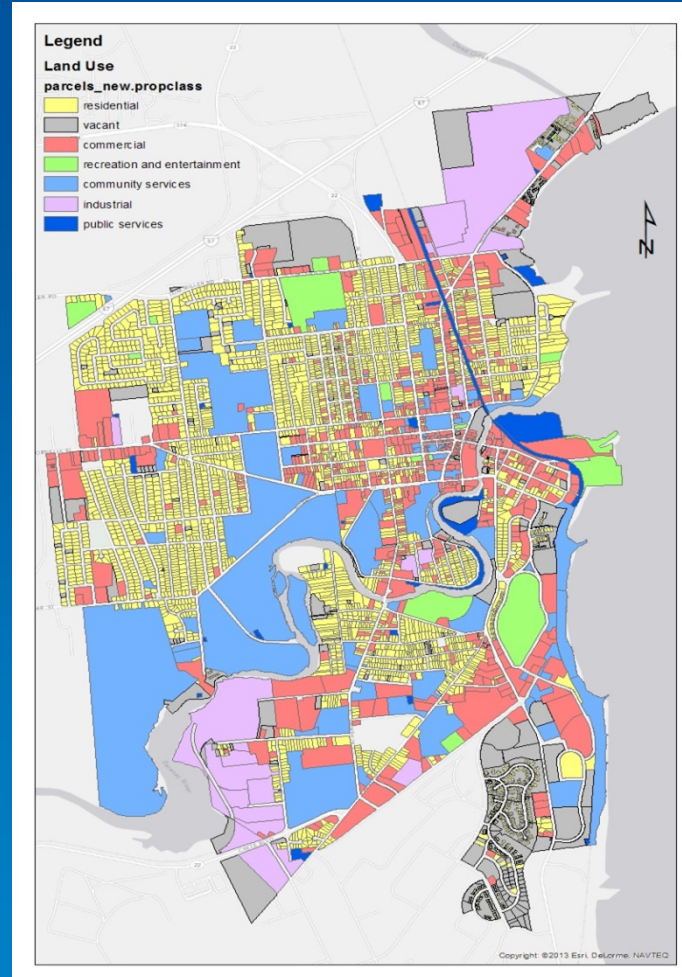 Legend
Land Use
parcels_new.propclass
residential
vacant
commercial
recreation and entertainment
community services
industrial
public services
N
Copyright: ©2013 Esri, DeLorme, NAVTEQ